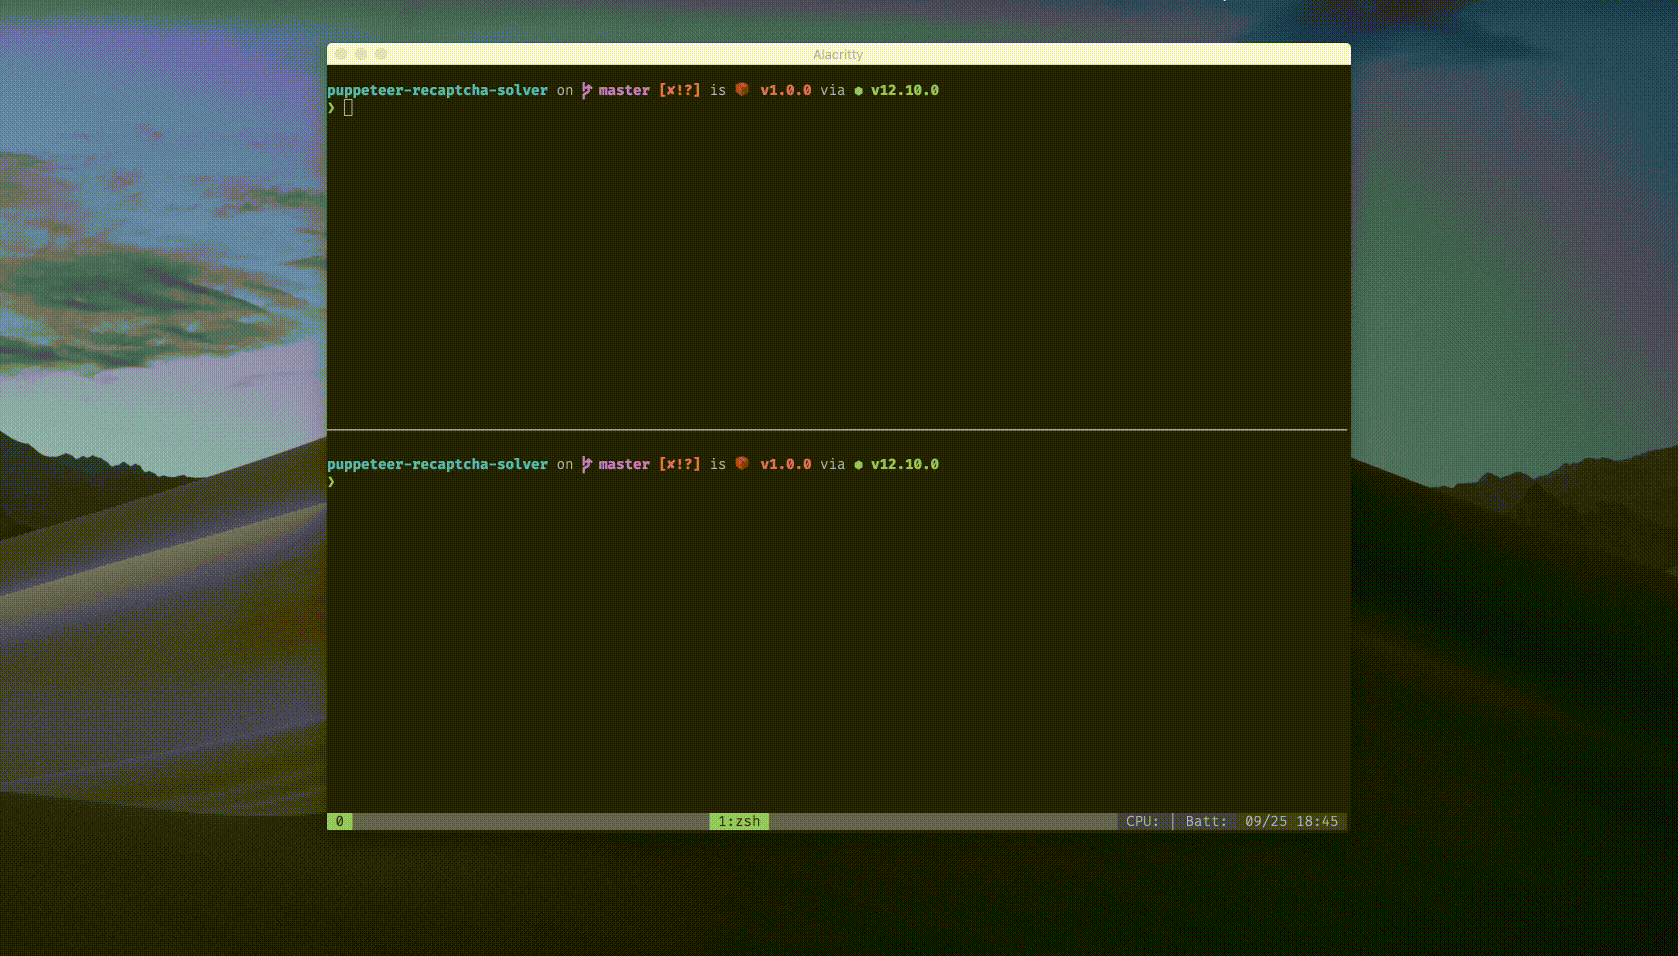 Alacritty
puppeteer-recaptcha-solver on master [✘!?] is 📦 v1.0.0 via ⬢ v12.10.0
❯
puppeteer-recaptcha-solver on master [✘!?] is 📦 v1.0.0 via ⬢ v12.10.0
❯
0 1:zsh CPU: | Batt: 09/25 18:45